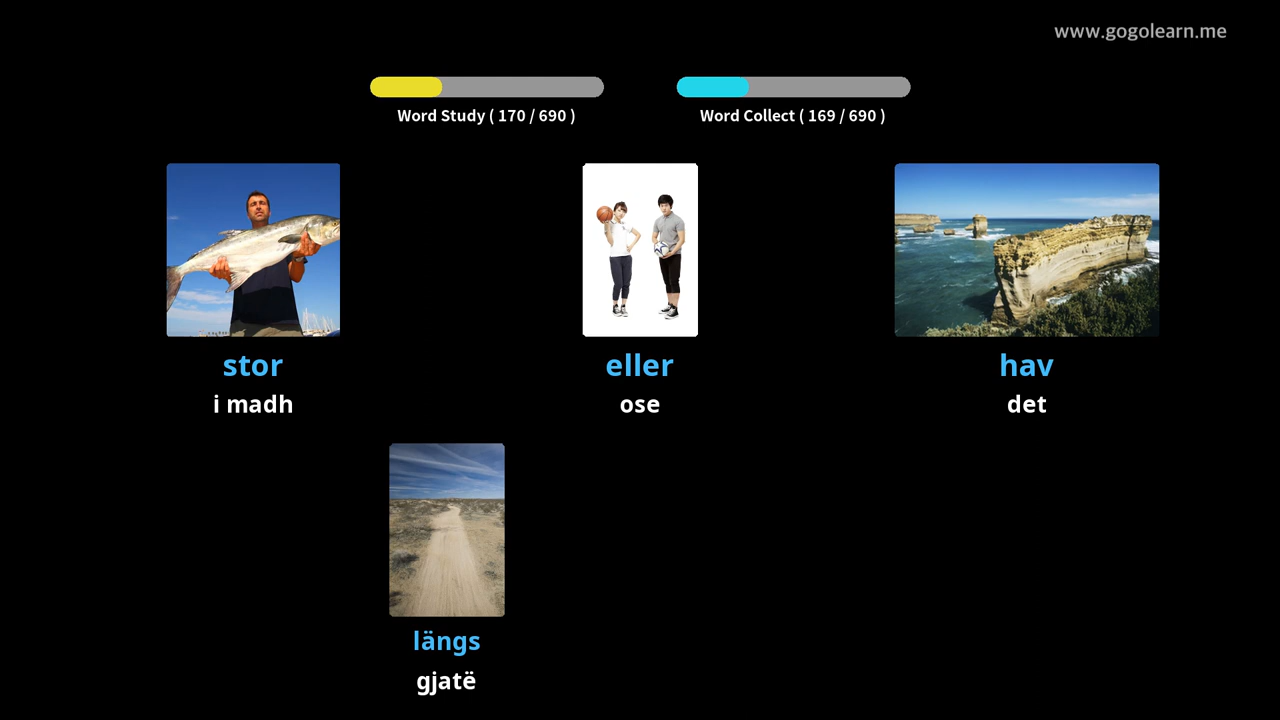 www.gogolearn.me
Word Study ( 170 / 690 )
Word Collect ( 169 / 690 )
stor
i madh
eller
ose
hav
det
längs
gjatë